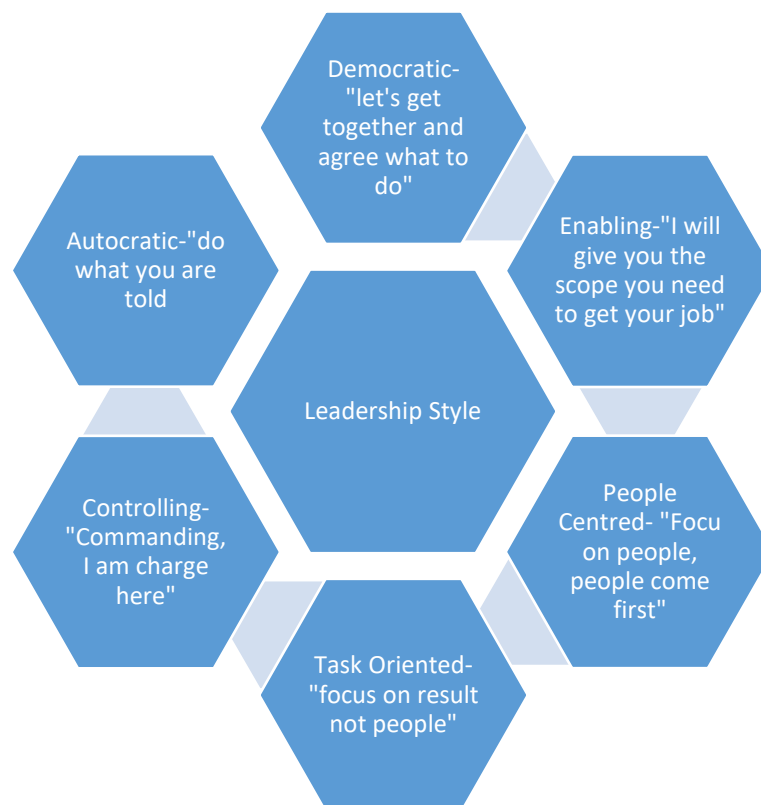 Democratic-
"let's get
together and
agree what to
do"
Enabling-"I will
give you the
scope you need
to get your job"
People
Centred- "Focu
on people,
people come
first"
Task Oriented-
"focus on result
not people"
Controlling-
"Commanding,
I am charge
here"
Autocratic-"do
what you are
told
Leadership Style